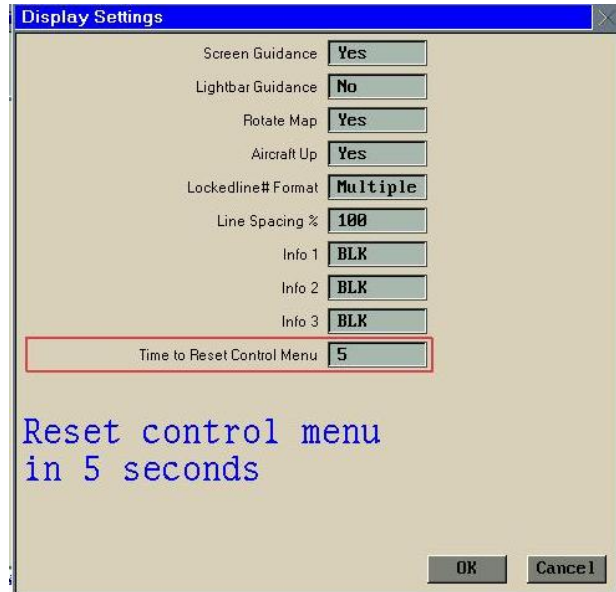 Display Settings
Screen Guidance Yes
Lightbar Guidance No
Rotate Map Yes
Aircraft Up Yes
Lockedline# Format Multiple
Line Spacing % 100
Info 1 BLK
Info 2 BLK
Info 3 BLK
Time to Reset Control Menu 5
Reset control menu
in 5 seconds
OK Cancel